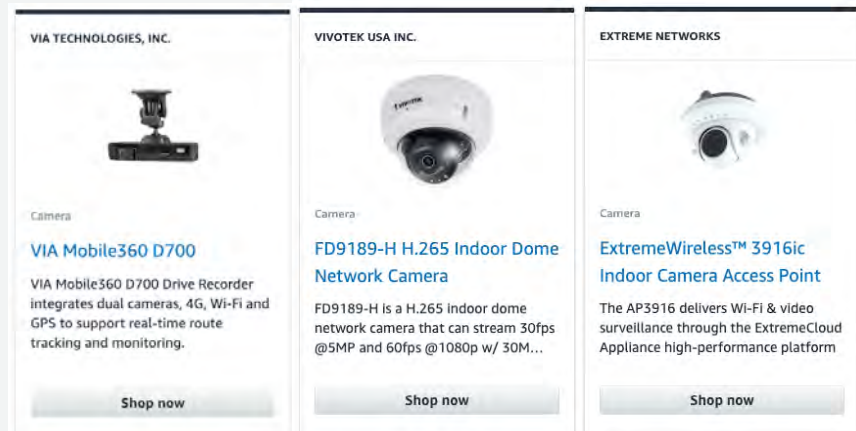 VIA TECHNOLOGIES, INC.
Camera
VIA Mobile360 D700
VIA Mobile360 D700 Drive Recorder
integrates dual cameras, 4G, Wi-Fi and
GPS to support real-time route
tracking and monitoring.
Shop now
VIVOTEK USA INC.
VIVOTEK
Camera
FD9189-H H.265 Indoor Dome
Network Camera
FD9189-H is a H.265 indoor dome
network camera that can stream 30fps
@5MP and 60fps @1080p w/ 30M...
Shop now
EXTREME NETWORKS
Camera
ExtremeWireless™ 3916ic
Indoor Camera Access Point
The AP3916 delivers Wi-Fi & video
surveillance through the ExtremeCloud
Appliance high-performance platform
Shop now